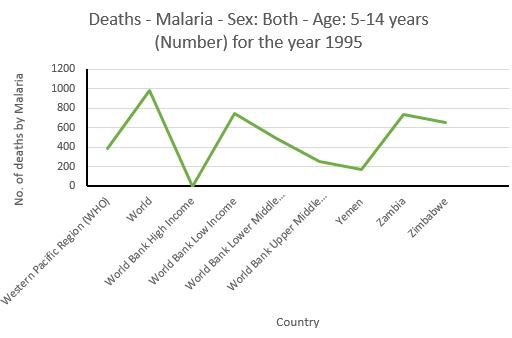 Deaths - Malaria - Sex: Both - Age: 5-14 years
(Number) for the year 1995
No. of deaths by Malaria
1200
1000
800
600
400
200
0
Western Pacific Region (WHO)
World
World Bank High Income
World Bank Low Income
World Bank Lower Middle...
World Bank Upper Middle...
Yemen
Zambia
Zimbabwe
Country